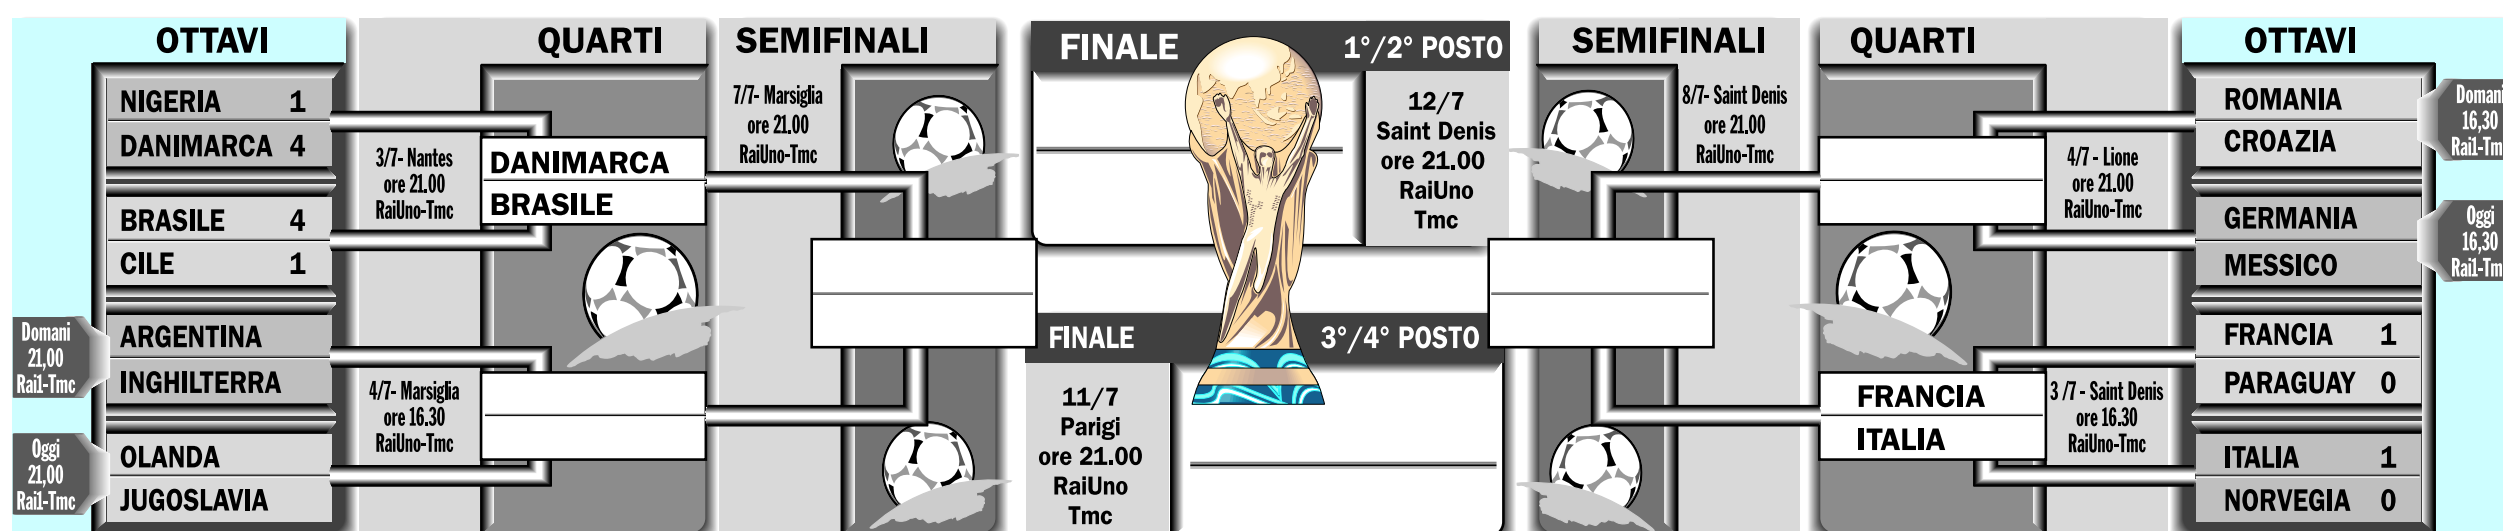 OTTAVI
NIGERIA 1
DANIMARCA 4
BRASILE 4
CILE 1
Domani
21,00
Rai1-Tmc
ARGENTINA
INGHILTERRA
Oggi
21,00
Rai1-Tmc
OLANDA
JUGOSLAVIA
QUARTI
3/7- Nantes
ore 21.00
RaiUno-Tmc
DANIMARCA
BRASILE
4/7- Marsiglia
ore 16.30
RaiUno-Tmc
SEMIFINALI
7/7- Marsiglia
ore 21.00
RaiUno-Tmc
FINALE 1°/2° POSTO
12/7
Saint Denis
ore 21.00
RaiUno
Tmc
FINALE 3°/4° POSTO
11/7
Parigi
ore 21.00
RaiUno
Tmc
SEMIFINALI
8/7- Saint Denis
ore 21.00
RaiUno-Tmc
QUARTI
4/7 - Lione
ore 21.00
RaiUno-Tmc
FRANCIA
ITALIA
3 /7 - Saint Denis
ore 16.30
RaiUno-Tmc
OTTAVI
ROMANIA
CROAZIA
Domani
16,30
Rai1-Tm
GERMANIA
MESSICO
Oggi
16,30
Rai1-Tm
FRANCIA 1
PARAGUAY 0
ITALIA 1
NORVEGIA 0